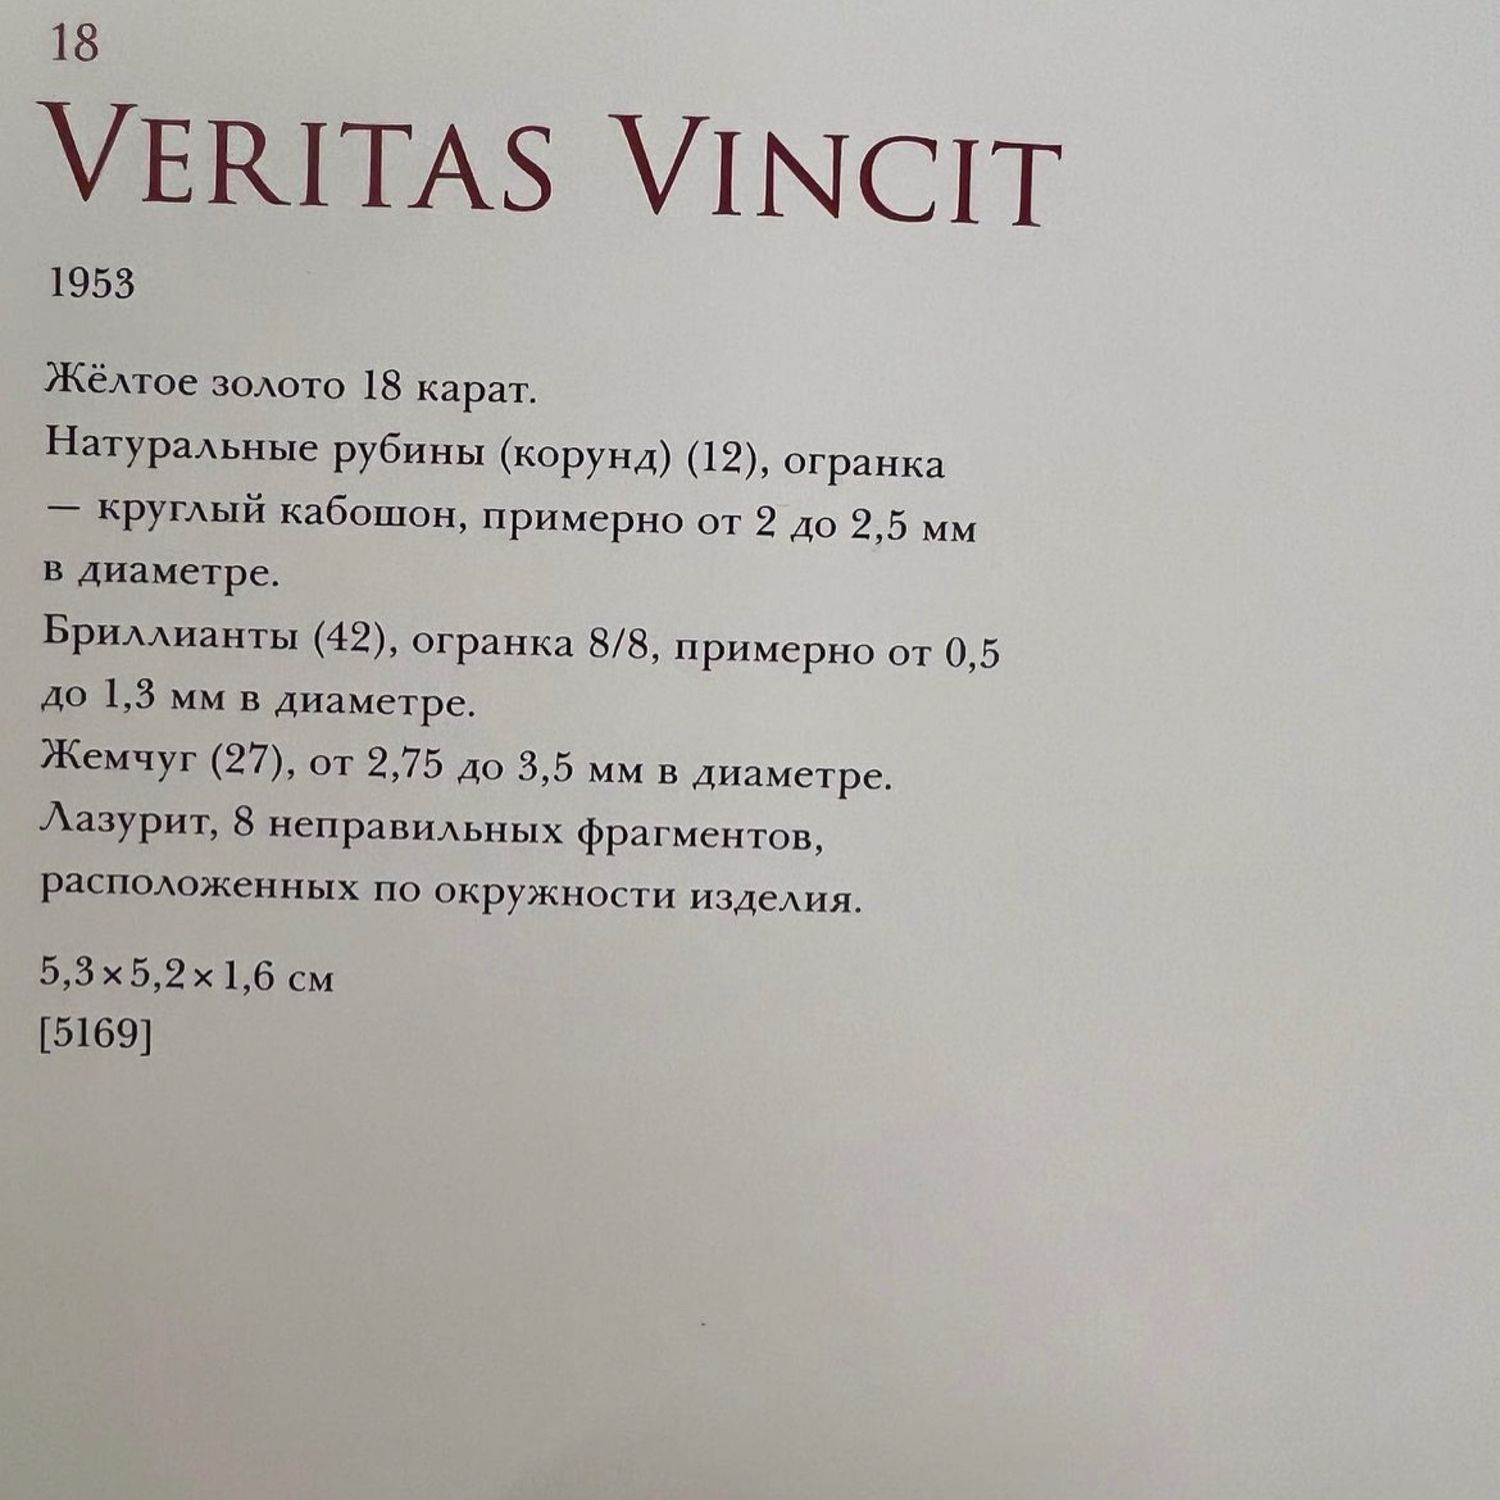 18
VERITAS VINCIT
1953
Жёлтое золото 18 карат.
Натуральные рубины (корунд) (12), огранка
— круглый кабошон, примерно от 2 до 2,5 мм
в диаметре.
Бриллианты (42), огранка 8/8, примерно от 0,5
до 1,3 мм в диаметре.
Жемчуг (27), от 2,75 до 3,5 мм в диаметре.
Лазурит, 8 неправильных фрагментов,
расположенных по окружности изделия.
5,3×5,2×1,6 см
[5169]